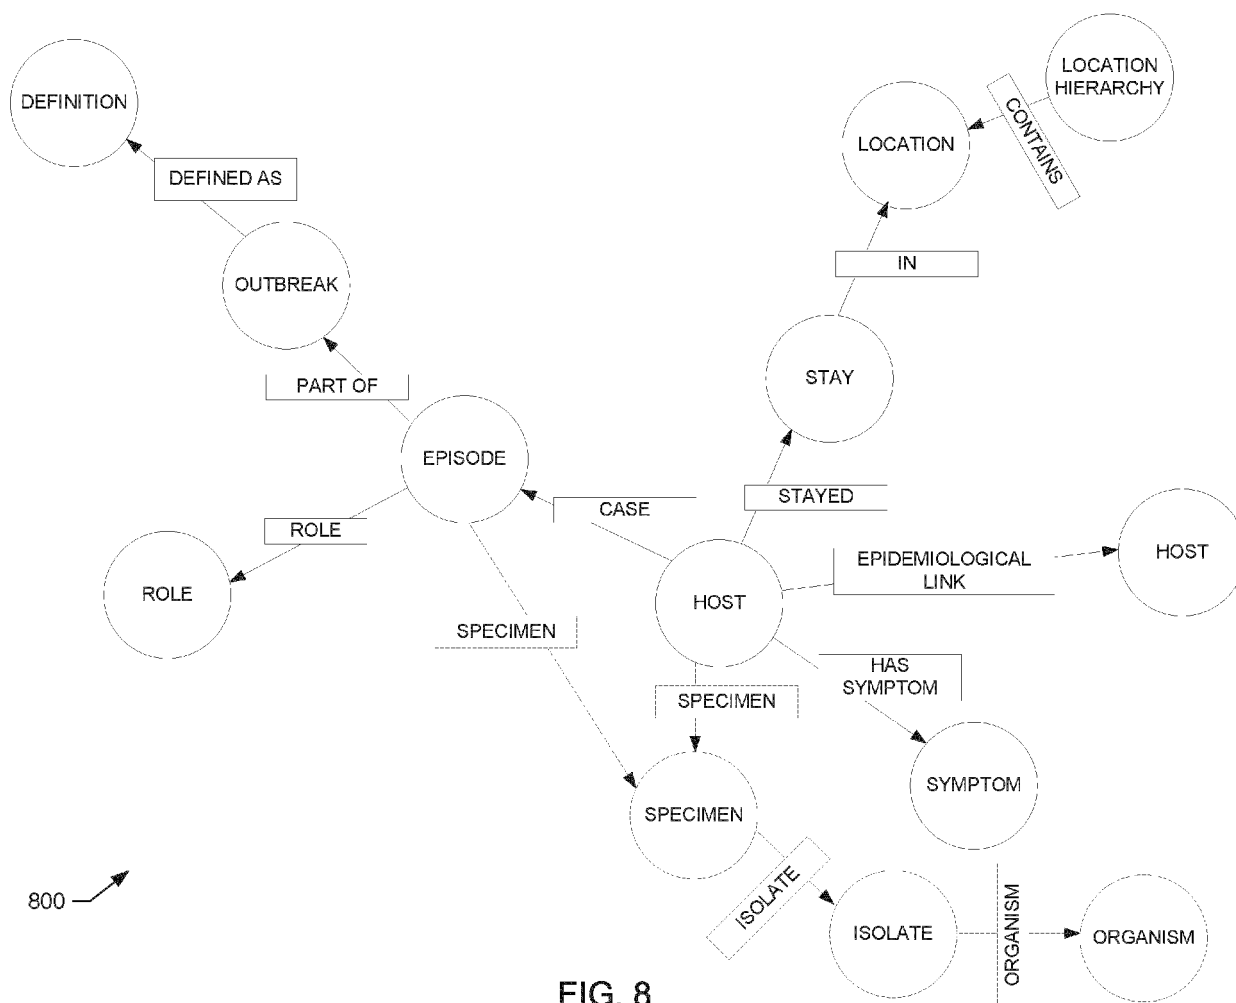 LOCATION
HIERARCHY
DEFINITION
CONTAINS
LOCATION
DEFINED AS
IN
OUTBREAK
STAY
PART OF
EPISODE
STAYED
CASE
ROLE
EPIDEMIOLOGICAL
LINK
HOST
ROLE
HOST
SPECIMEN
HAS
SYMPTOM
SPECIMEN
SYMPTOM
SPECIMEN
ISOLATE
800
ISOLATE
ORGANISM
ORGANISM
FIG. 8